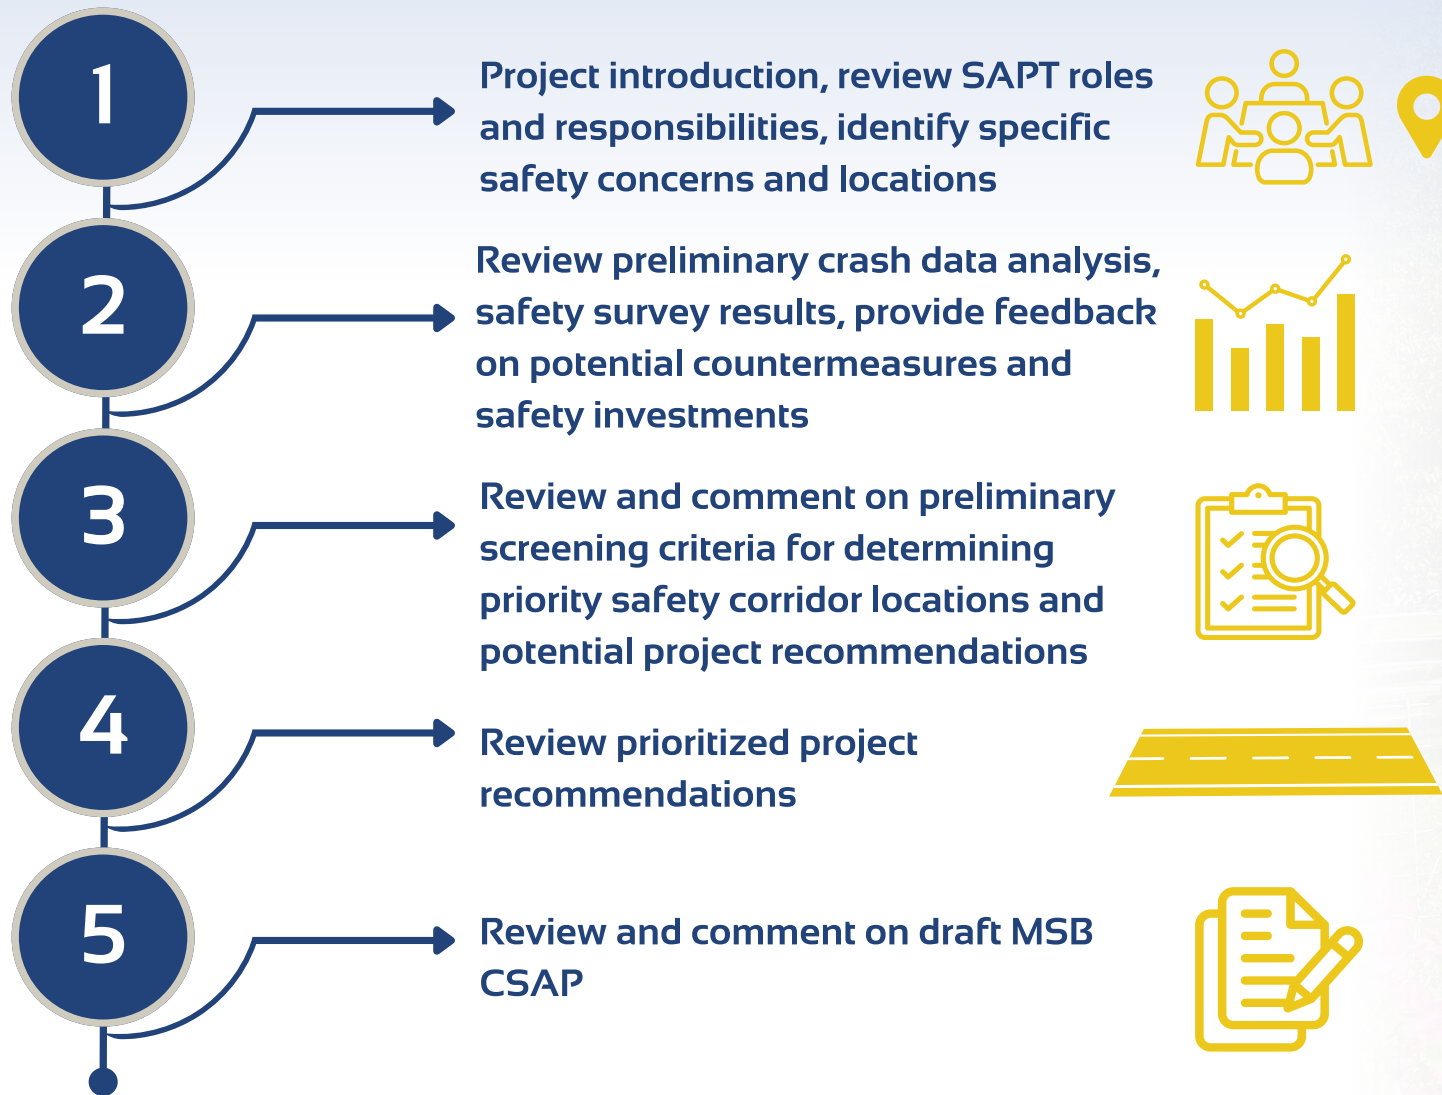 1
Project introduction, review SAPT roles
and responsibilities, identify specific
safety concerns and locations
2
Review preliminary crash data analysis,
safety survey results, provide feedback
on potential countermeasures and
safety investments
3
Review and comment on preliminary
screening criteria for determining
priority safety corridor locations and
potential project recommendations
4
Review prioritized project
recommendations
5
Review and comment on draft MSB
CSAP